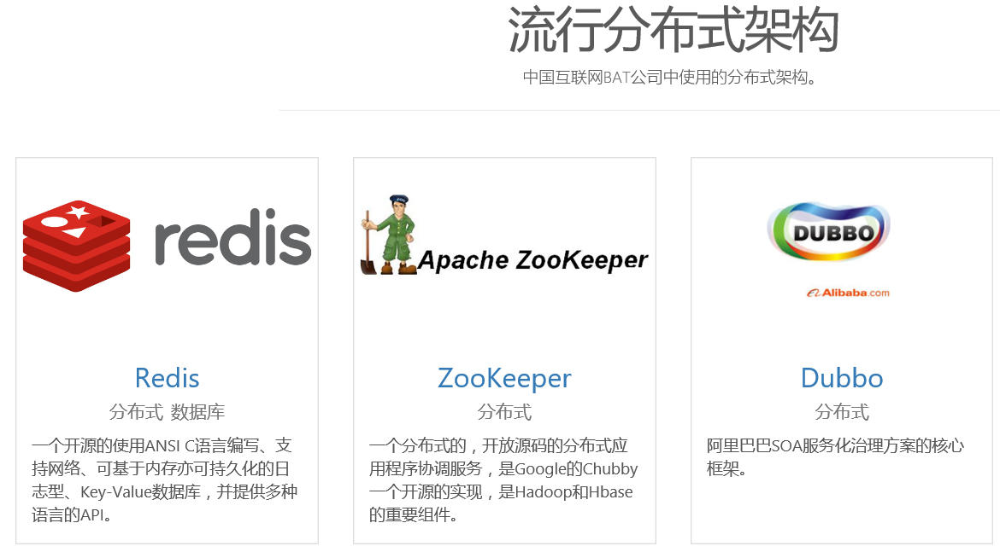 流行分布式架构
中国互联网BAT公司中使用的分布式架构。
redis
Redis
分布式 数据库
一个开源的使用ANSI C语言编写、支
持网络、可基于内存亦可持久化的日
志型、Key-Value数据库，并提供多种
语言的API。
ZOO
Apache ZooKeeper
ZooKeeper
分布式
一个分布式的，开放源码的分布式应
用程序协调服务，是Google的Chubby
一个开源的实现，是Hadoop和Hbase
的重要组件。
DUBBO
Alibaba.com
Dubbo
分布式
阿里巴巴SOA服务化治理方案的核心
框架。